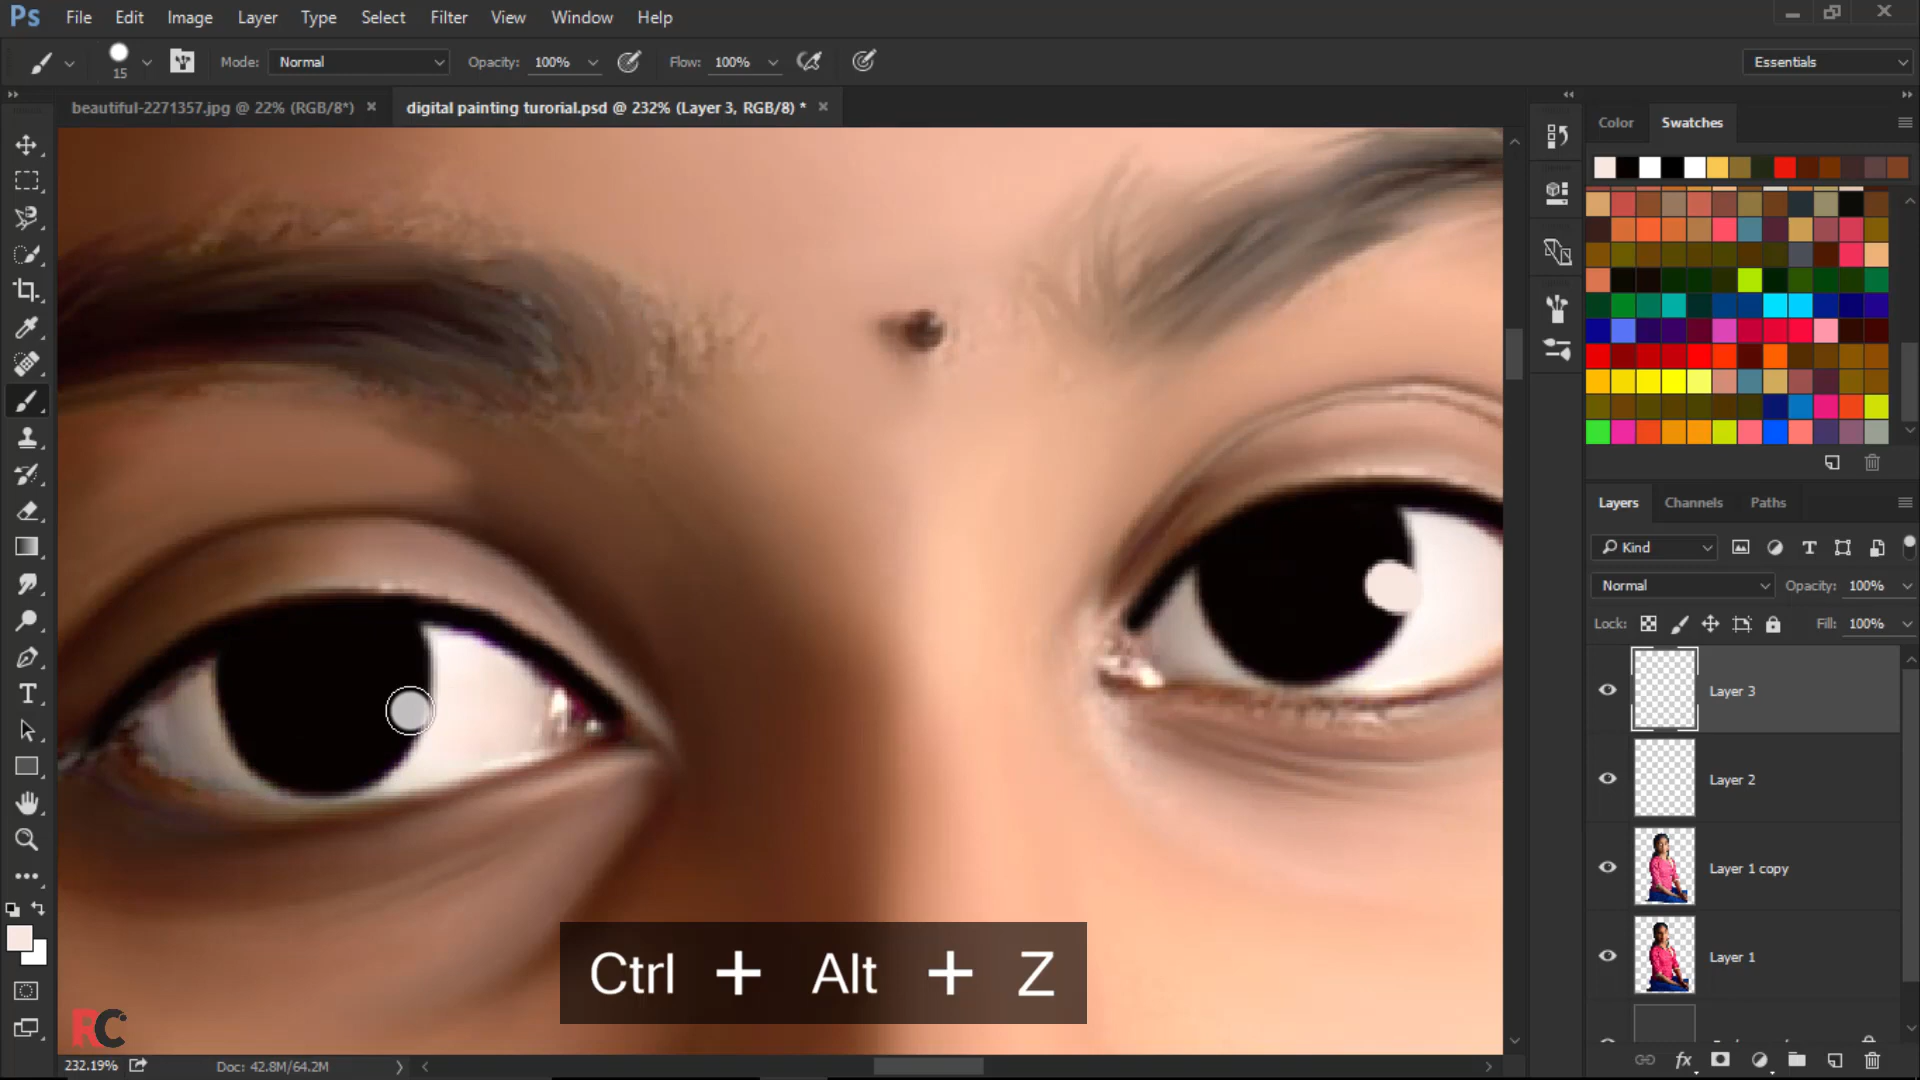 Ps File Edit Image Layer Type Select Filter View Window Help
15 Mode: Normal Opacity: 100% Flow: 100% Essentials
beautiful-2271357.jpg @ 22% (RGB/8*) × digital painting turorial.psd @ 232% (Layer 3, RGB/8) * ×
Color Swatches
Layers Channels Paths
Kind
Normal Opacity: 100%
Lock: Fill: 100%
Layer 3
Layer 2
Layer 1 copy
Layer 1
Ctrl + Alt + Z
RC
232.19% Doc: 42.8M/64.2M
fx